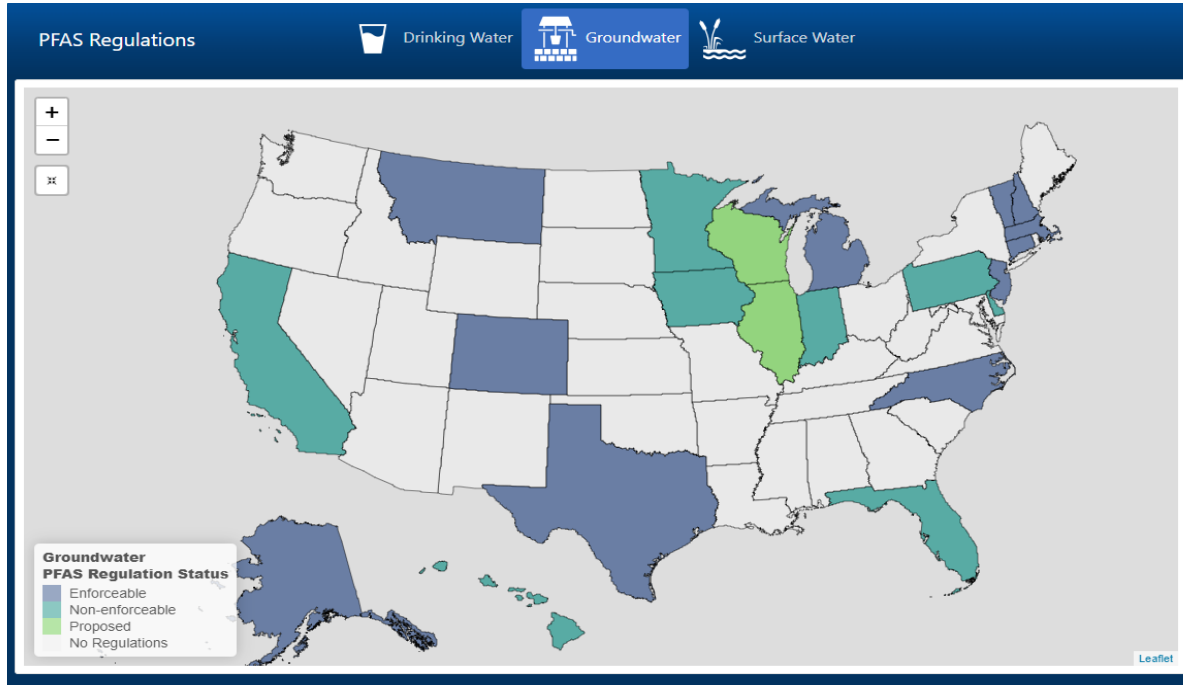 PFAS Regulations
Drinking Water
Groundwater
Surface Water
+
−
Groundwater
PFAS Regulation Status
Enforceable
Non-enforceable
Proposed
No Regulations
Leaflet